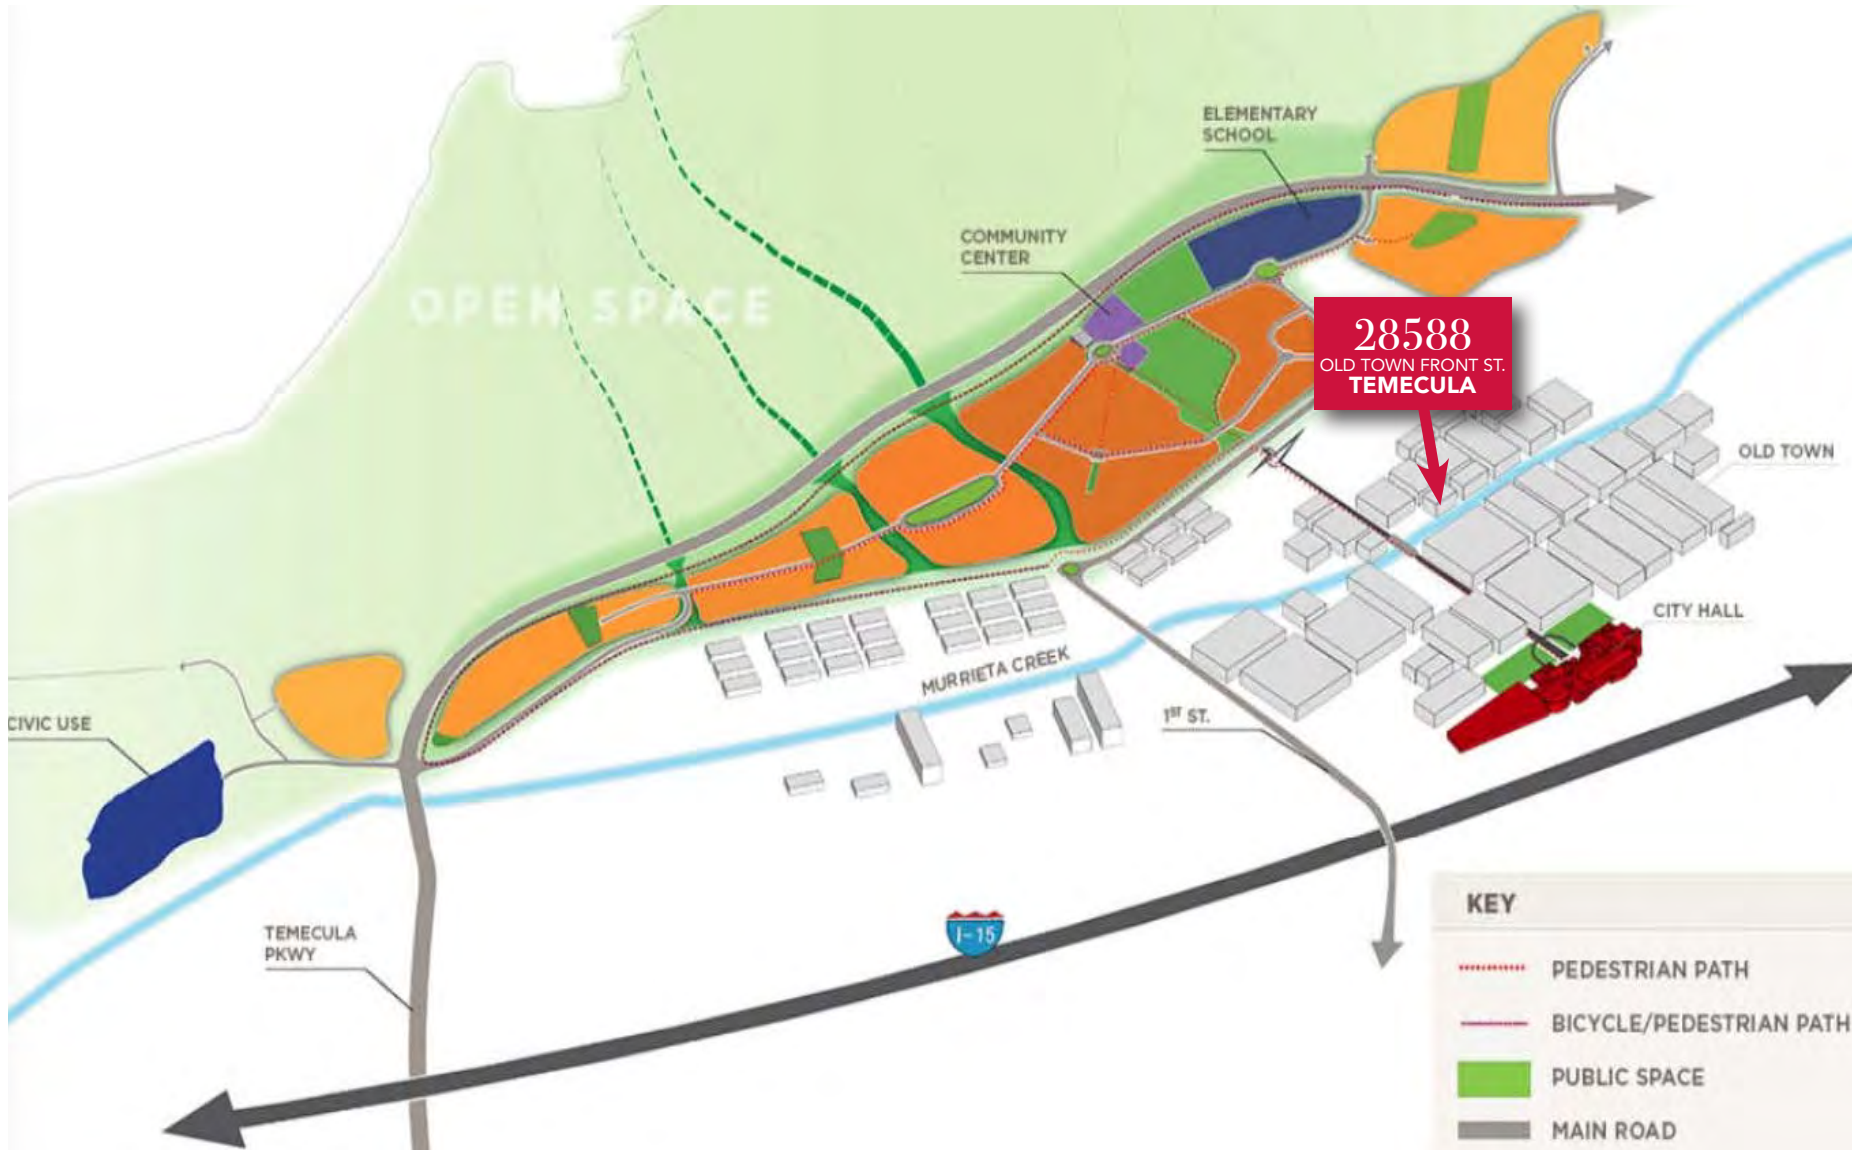 ELEMENTARY
SCHOOL
COMMUNITY
CENTER
OPEN SPACE
28588
OLD TOWN FRONT ST.
TEMECULA
OLD TOWN
CITY HALL
MURRIETA CREEK
1ST ST.
CIVIC USE
TEMECULA
PKWY
I-15
KEY
PEDESTRIAN PATH
BICYCLE/PEDESTRIAN PATH
PUBLIC SPACE
MAIN ROAD